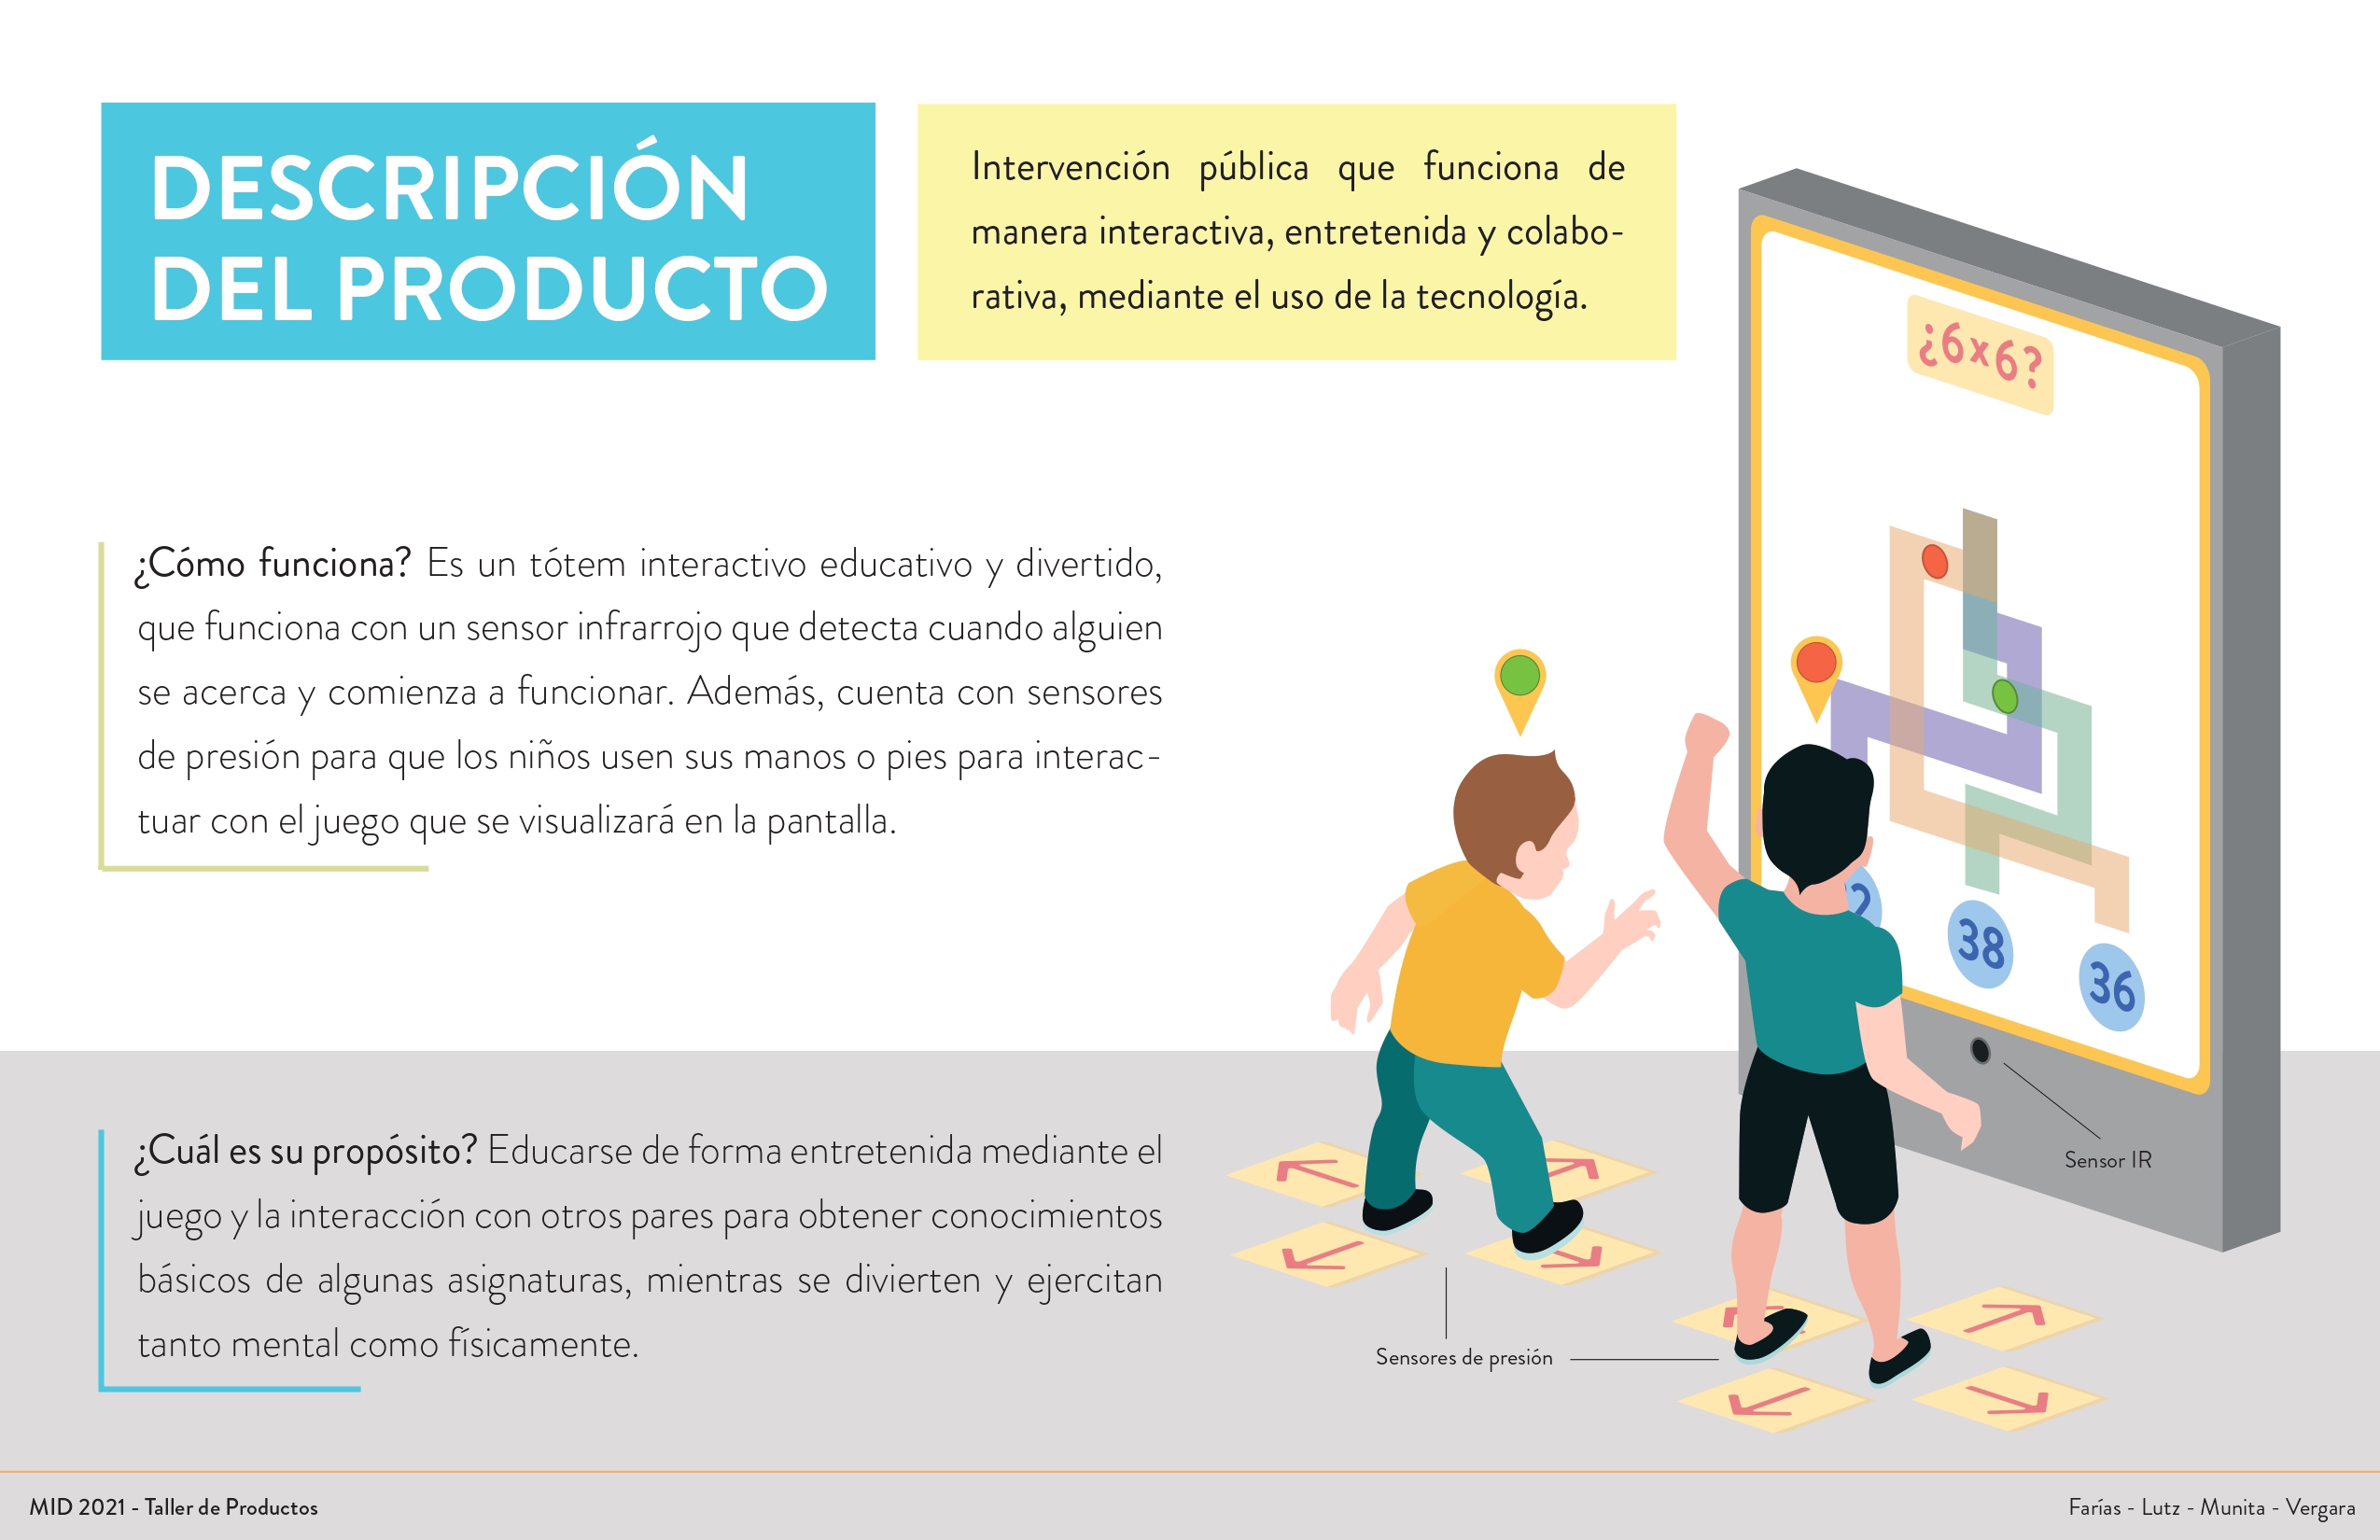 DESCRIPCIÓN
DEL PRODUCTO
Intervención pública que funciona de
manera interactiva, entretenida y colabo-
rativa, mediante el uso de la tecnología.
¿6x6?
¿Cómo funciona? Es un tótem interactivo educativo y divertido,
que funciona con un sensor infrarrojo que detecta cuando alguien
se acerca y comienza a funcionar. Además, cuenta con sensores
de presión para que los niños usen sus manos o pies para interac-
tuar con el juego que se visualizará en la pantalla.
2
38
36
Sensor IR
¿Cuál es su propósito? Educarse de forma entretenida mediante el
juego y la interacción con otros pares para obtener conocimientos
básicos de algunas asignaturas, mientras se divierten y ejercitan
tanto mental como físicamente.
Sensores de presión
MID 2021 - Taller de Productos
Farías - Lutz - Munita - Vergara